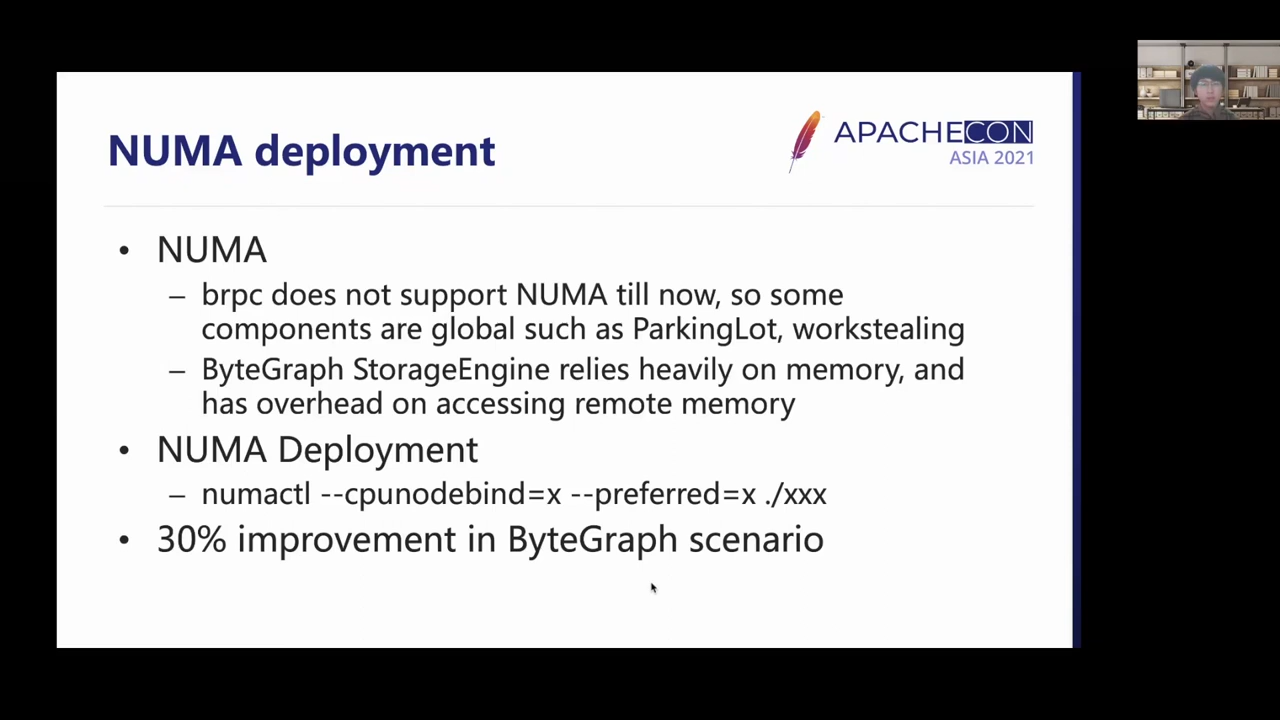 NUMA deployment
APACHECON
ASIA 2021
• NUMA
– brpc does not support NUMA till now, so some
components are global such as ParkingLot, workstealing
– ByteGraph StorageEngine relies heavily on memory, and
has overhead on accessing remote memory
• NUMA Deployment
– numactl --cpunodebind=x --preferred=x ./xxx
• 30% improvement in ByteGraph scenario